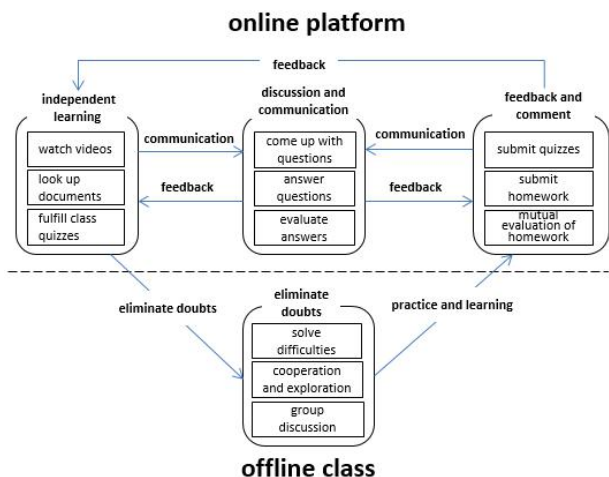 online platform
feedback
independent
learning
watch videos
look up
documents
fulfill class
quizzes
communication
feedback
discussion and
communication
come up with
questions
answer
questions
evaluate
answers
communication
feedback
feedback and
comment
submit quizzes
submit
homework
mutual
evaluation of
homework
eliminate doubts
eliminate
doubts
solve
difficulties
cooperation
and exploration
group
discussion
practice and learning
offline class